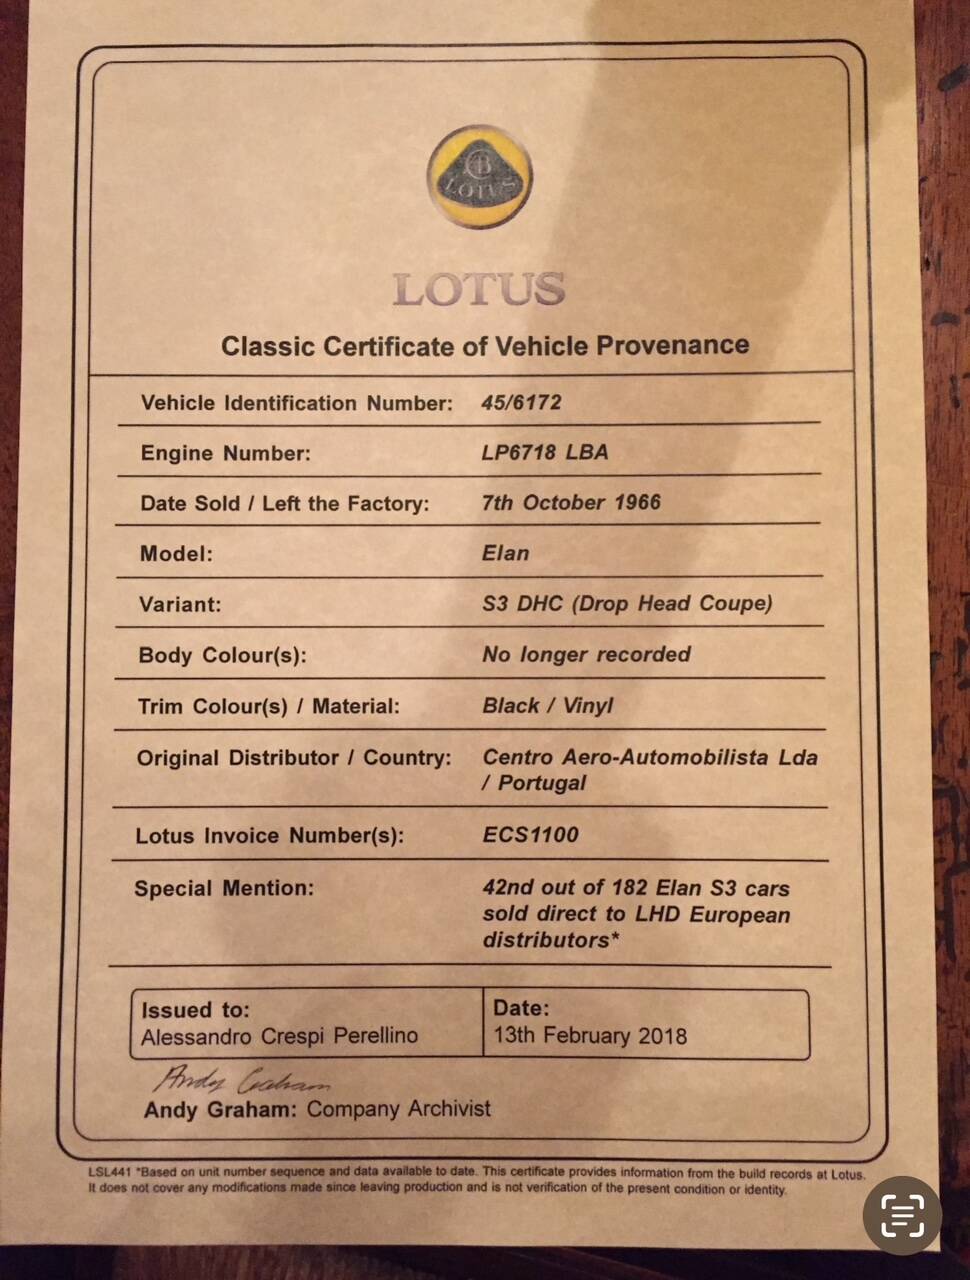 LOTUS
LOTUS
Classic Certificate of Vehicle Provenance
Vehicle Identification Number: 45/6172
Engine Number: LP6718 LBA
Date Sold / Left the Factory: 7th October 1966
Model: Elan
Variant: S3 DHC (Drop Head Coupe)
Body Colour(s): No longer recorded
Trim Colour(s) / Material: Black / Vinyl
Original Distributor / Country: Centro Aero-Automobilista Lda
/ Portugal
Lotus Invoice Number(s): ECS1100
Special Mention: 42nd out of 182 Elan S3 cars
sold direct to LHD European
distributors*
Issued to: Date:
Alessandro Crespi Perellino 13th February 2018
Andy Graham
Andy Graham: Company Archivist
LSL441 *Based on unit number sequence and data available to date. This certificate provides information from the build records at Lotus.
It does not cover any modifications made since leaving production and is not verification of the present condition or identity.